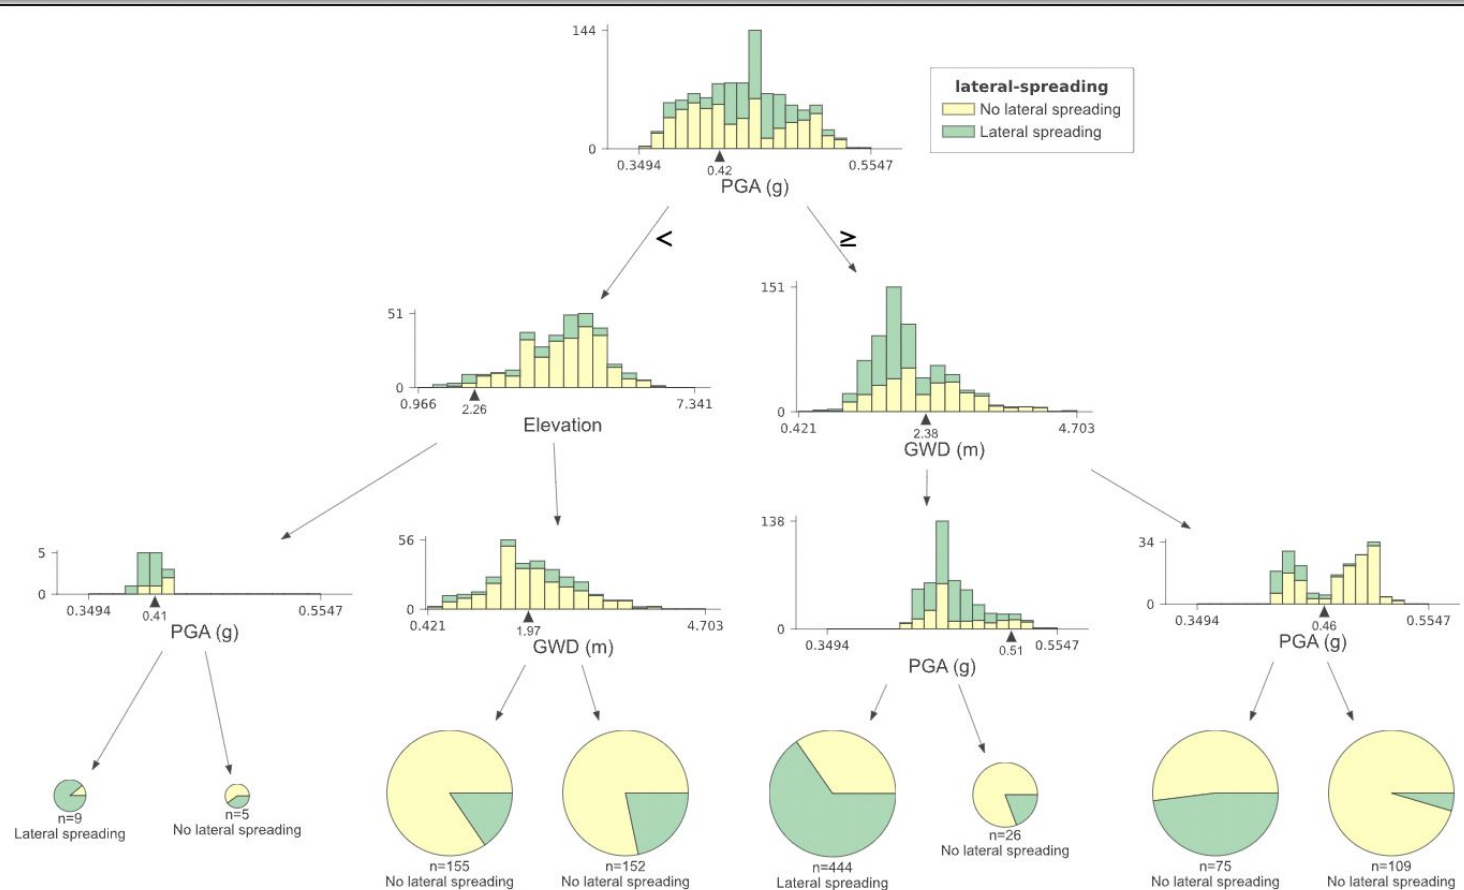 144
lateral-spreading
No lateral spreading
Lateral spreading
0
0.3494
0.42
0.5547
PGA (g)
<
≥
51
0
0.966
2.26
7.341
Elevation
151
0
0.421
2.38
4.703
GWD (m)
5
0
0.3494
0.41
0.5547
PGA (g)
56
0
0.421
1.97
4.703
GWD (m)
138
0
0.3494
0.51
0.5547
PGA (g)
34
0
0.3494
0.46
0.5547
PGA (g)
n=9
Lateral spreading
n=5
No lateral spreading
n=155
No lateral spreading
n=152
No lateral spreading
n=444
Lateral spreading
n=26
No lateral spreading
n=75
No lateral spreading
n=109
No lateral spreading